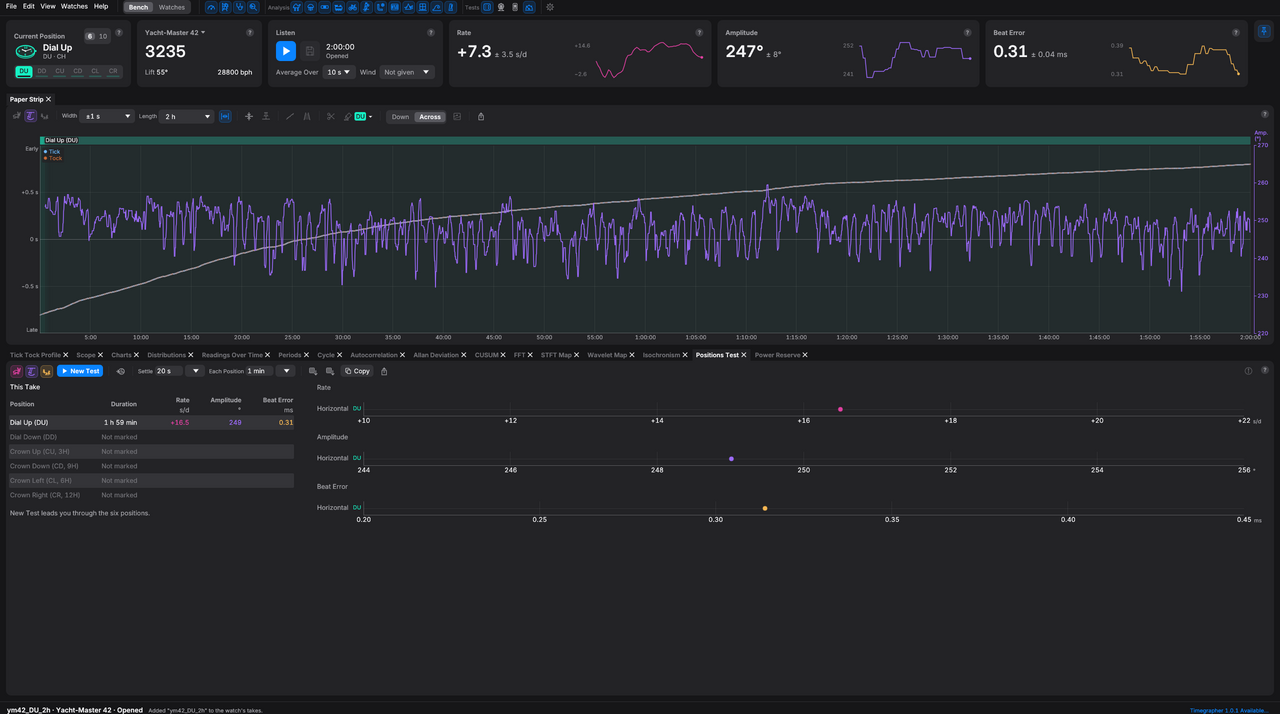 File Edit View Watches Help Bench Watches Analysis Tests
Current Position 6 10 ?
Dial Up
DU · CH
DU DD CU CD CL CR
Yacht-Master 42 ?
3235
Lift 55° 28800 bph
Listen ?
2:00:00
Opened
Average Over 10 s Wind Not given
Rate ?
+7.3 ± 3.5 s/d
+14.6
-2.6
Amplitude ?
247° ± 8°
252
241
Beat Error ?
0.31 ± 0.04 ms
0.39
0.31
Paper Strip
Width ±1 s Length 2 h DU Down Across ?
Dial Up (DU)
Tick
Tock
Early
+0.5 s
0 s
+0.5 s
Late
Amp.
(°)
270
260
250
240
230
220
5:00 10:00 15:00 20:00 25:00 30:00 35:00 40:00 45:00 50:00 55:00 1:00:00 1:05:00 1:10:00 1:15:00 1:20:00 1:25:00 1:30:00 1:35:00 1:40:00 1:45:00 1:50:00 1:55:00 2:00:00
Tick Tock Profile Scope Charts Distributions Readings Over Time Periods Cycle Autocorrelation Allan Deviation CUSUM FFT STFT Map Wavelet Map Isochronism Positions Test Power Reserve
New Test Settle 20 s Each Position 1 min Copy ?
This Take
Position Duration Rate Amplitude Beat Error
s/d ° ms
Dial Up (DU) 1 h 59 min +16.5 249 0.31
Dial Down (DD) Not marked
Crown Up (CU, 3H) Not marked
Crown Down (CD, 9H) Not marked
Crown Left (CL, 6H) Not marked
Crown Right (CR, 12H) Not marked
New Test leads you through the six positions.
Rate
Horizontal DU
+10 +12 +14 +16 +18 +20 +22 s/d
Amplitude
Horizontal DU
244 246 248 250 252 254 256 °
Beat Error
Horizontal DU
0.20 0.25 0.30 0.35 0.40 0.45 ms
ym42_DU_2h · Yacht-Master 42 · Opened Added "ym42_DU_2h" to the watch's takes.
Timegrapher 1.0.1 Available...